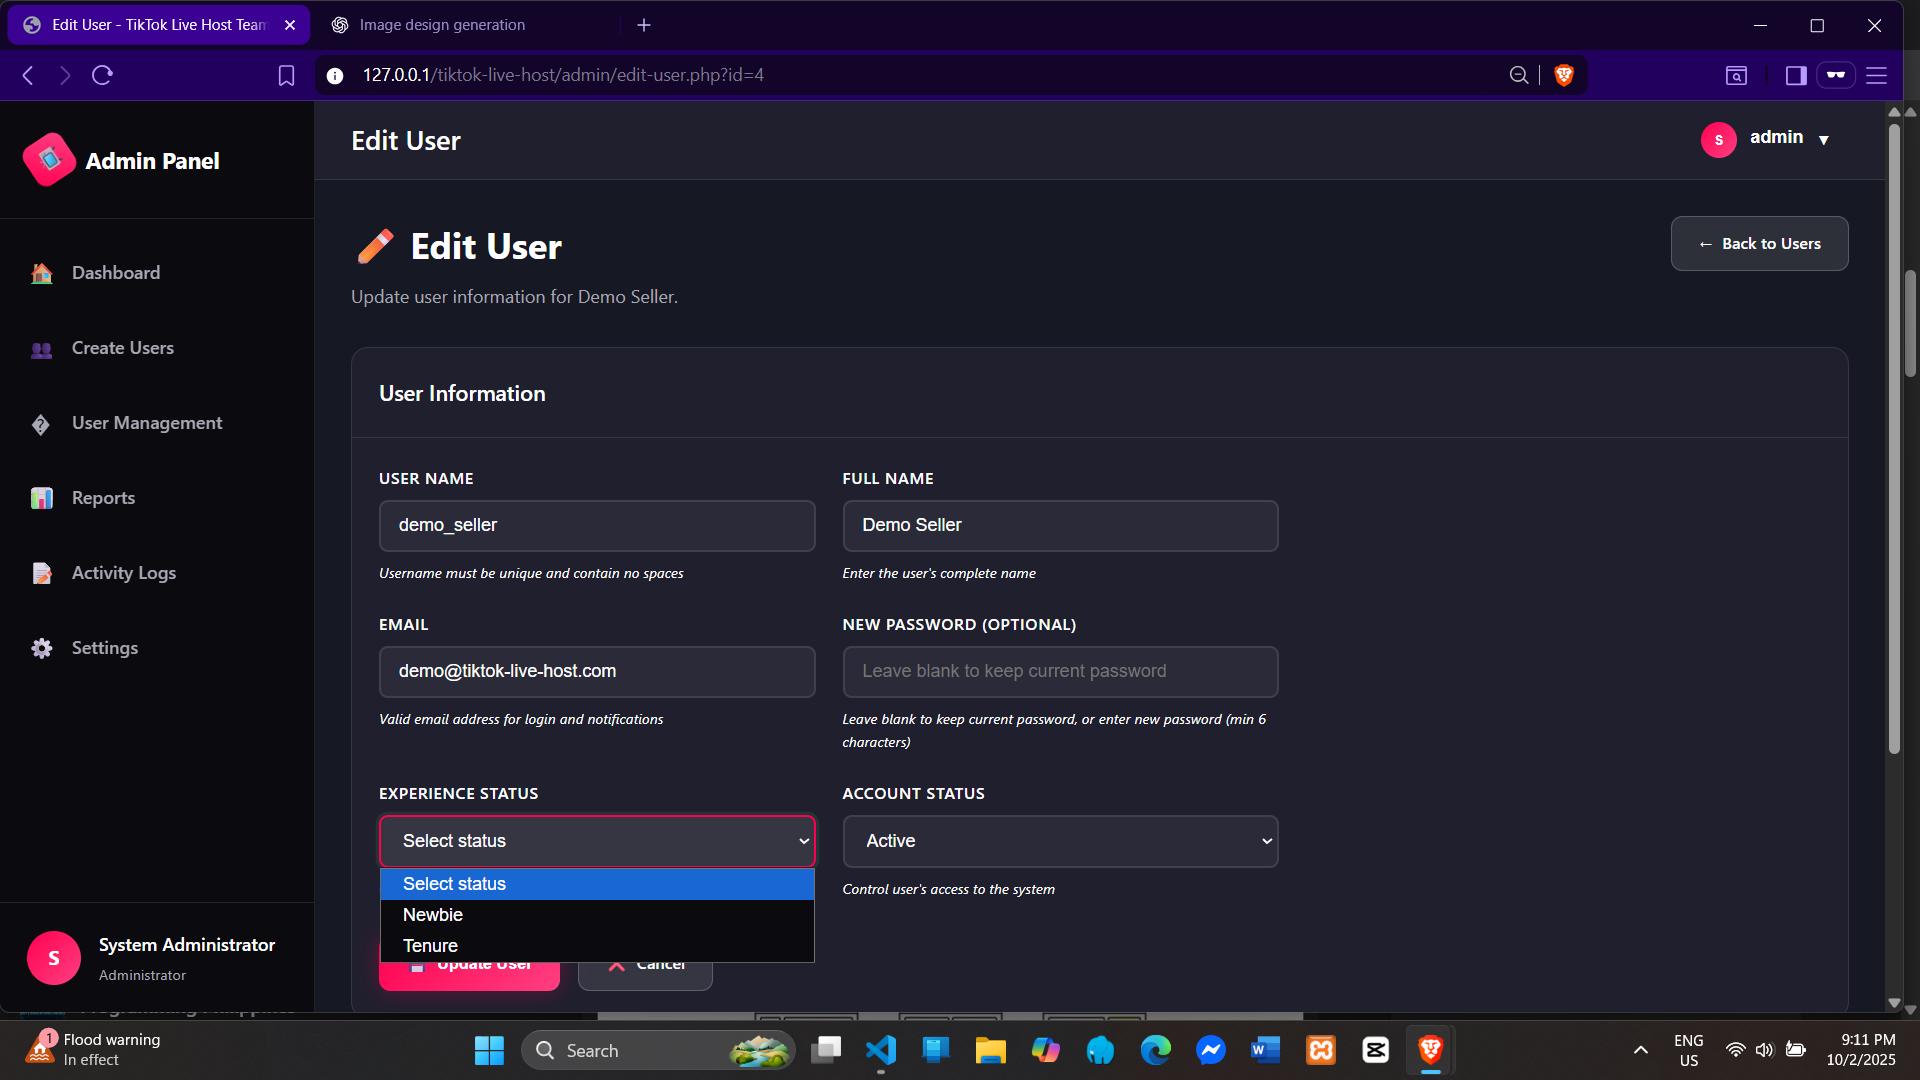 Edit User - TikTok Live Host Team
Image design generation
127.0.0.1/tiktok-live-host/admin/edit-user.php?id=4
Admin Panel
Edit User
S
admin ▼
Dashboard
Create Users
User Management
Reports
Activity Logs
Settings
Edit User
← Back to Users
Update user information for Demo Seller.
User Information
USER NAME
FULL NAME
demo_seller
Demo Seller
Username must be unique and contain no spaces
Enter the user's complete name
EMAIL
NEW PASSWORD (OPTIONAL)
demo@tiktok-live-host.com
Leave blank to keep current password
Valid email address for login and notifications
Leave blank to keep current password, or enter new password (min 6
characters)
EXPERIENCE STATUS
ACCOUNT STATUS
Select status
Active
Select status
Newbie
Tenure
Control user's access to the system
Update User
Cancel
S
System Administrator
Administrator
1
Flood warning
In effect
Search
ENG
US
9:11 PM
10/2/2025